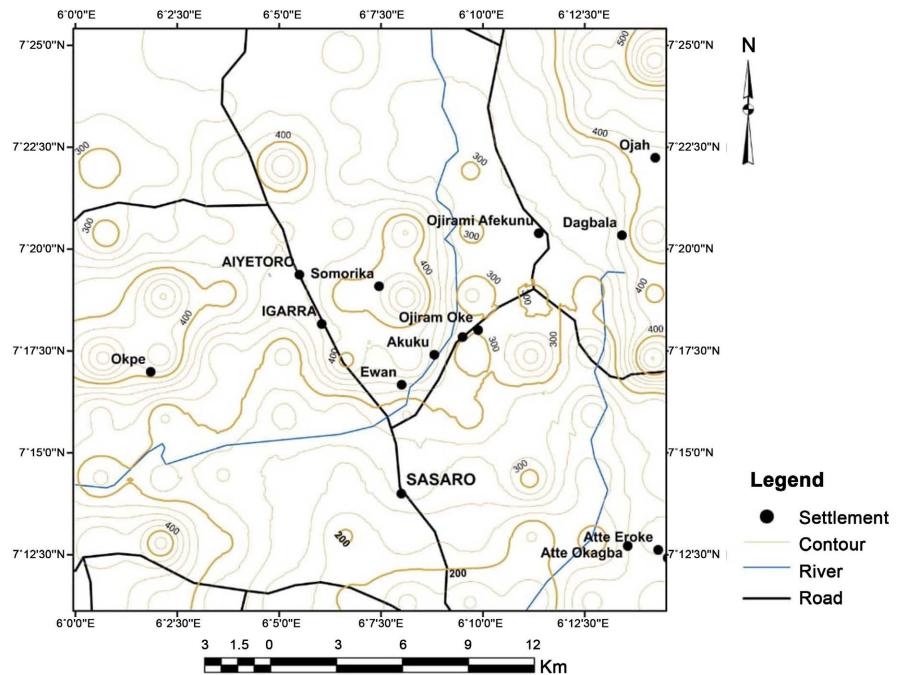 6°0'0"E 6°2'30"E 6°5'0"E 6°7'30"E 6°10'0"E 6°12'30"E
7°25'0"N 7°25'0"N
500
N
400
400
7°22'30"N 300 Ojah 7°22'30"N
300
300 Ojirami Afekunu Dagbala
300
7°20'0"N 7°20'0"N
AIYETORO Somorika 400
300 400
300
IGARRA Ojiram Oke
400
400
300 300
Akuku
7°17'30"N 400 7°17'30"N
Okpe
Ewan
7°15'0"N 7°15'0"N
300
SASARO
Legend
Settlement
400
200 Atte Eroke
Contour
7°12'30"N Atte Okagba 7°12'30"N
200
River
Road
6°0'0"E 6°2'30"E 6°5'0"E 6°7'30"E 6°10'0"E 6°12'30"E
3 1.5 0 3 6 9 12
Km